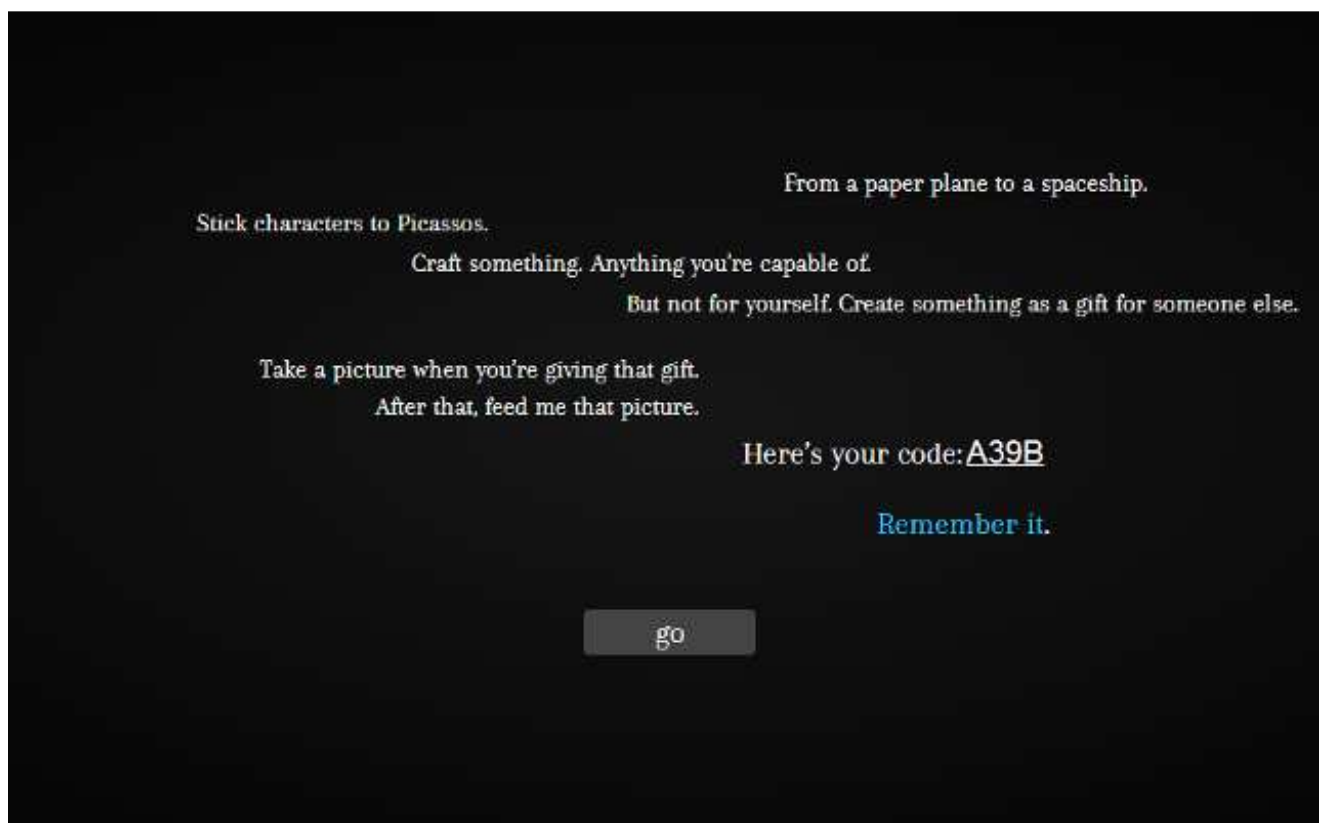 From a paper plane to a spaceship.
Stick characters to Picassos.
Craft something. Anything you're capable of.
But not for yourself. Create something as a gift for someone else.
Take a picture when you're giving that gift.
After that, feed me that picture.
Here's your code: A39B
Remember it.
go